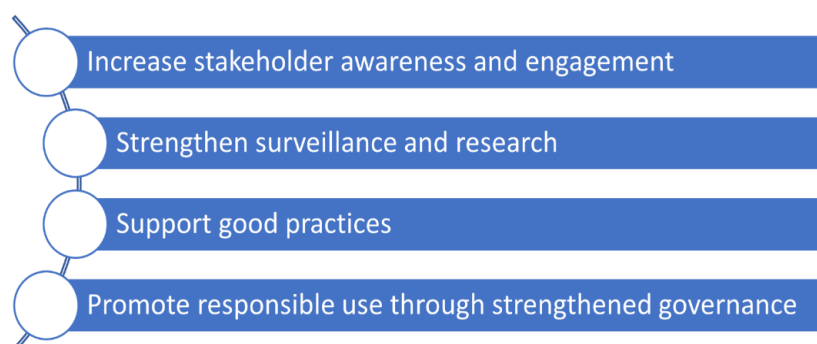 Increase stakeholder awareness and engagement
Strengthen surveillance and research
Support good practices
Promote responsible use through strengthened governance